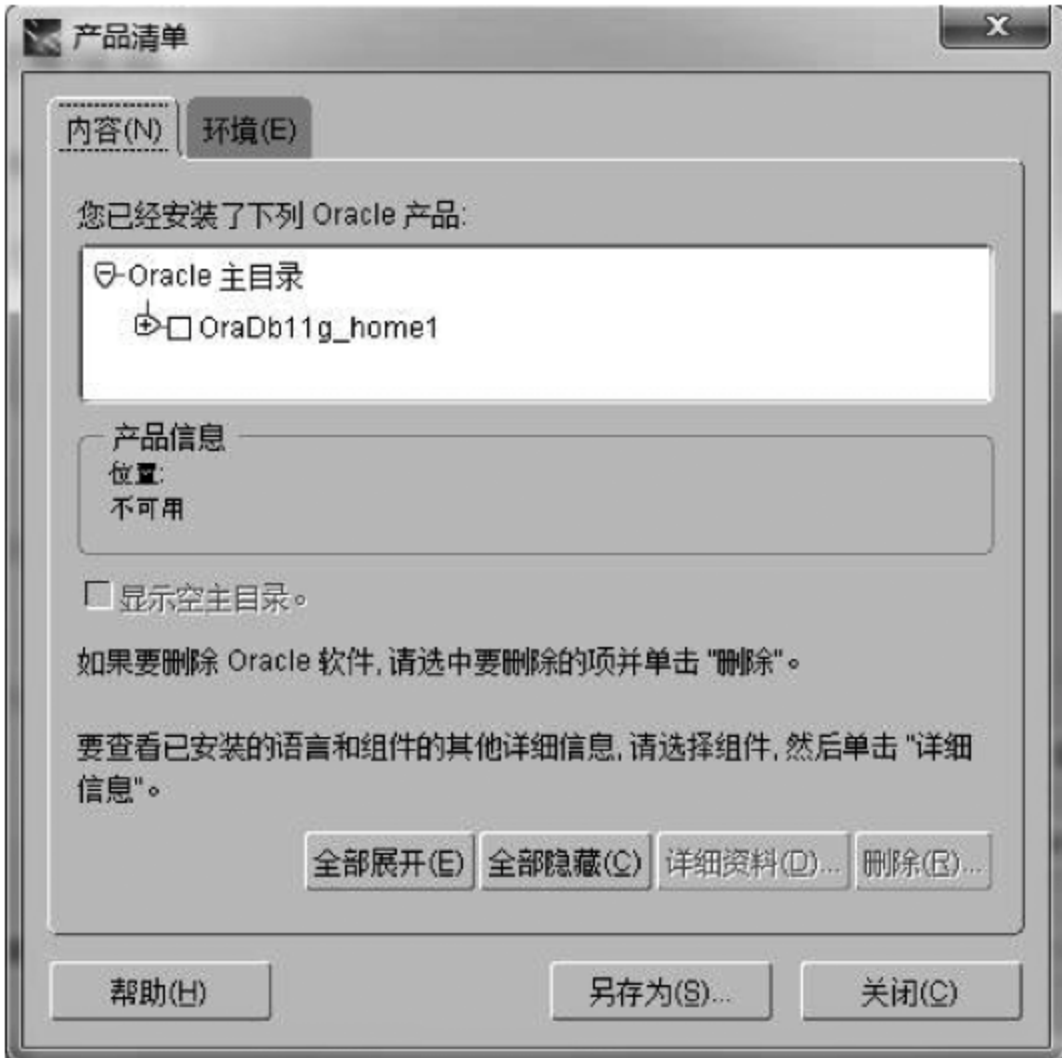 产品清单
内容(N) 环境(E)
您已经安装了下列 Oracle 产品:
Oracle 主目录
OraDb11g_home1
产品信息
位置:
不可用
显示空主目录。
如果要删除 Oracle 软件, 请选中要删除的项并单击 "删除"。
要查看已安装的语言和组件的其他详细信息, 请选择组件, 然后单击 "详细
信息"。
全部展开(E) 全部隐藏(C) 详细资料(D)... 删除(R)...
帮助(H) 另存为(S)... 关闭(C)